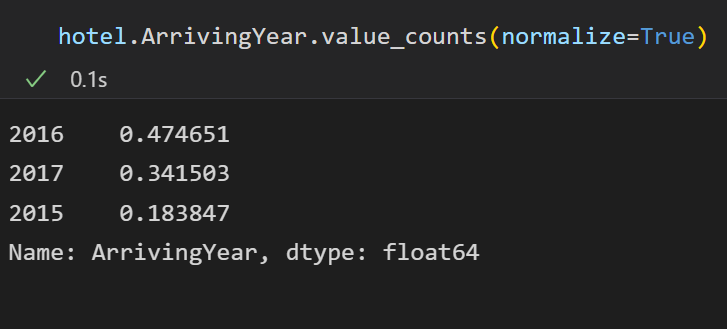 hotel.ArrivingYear.value_counts(normalize=True)
✓ 0.1s
2016    0.474651
2017    0.341503
2015    0.183847
Name: ArrivingYear, dtype: float64